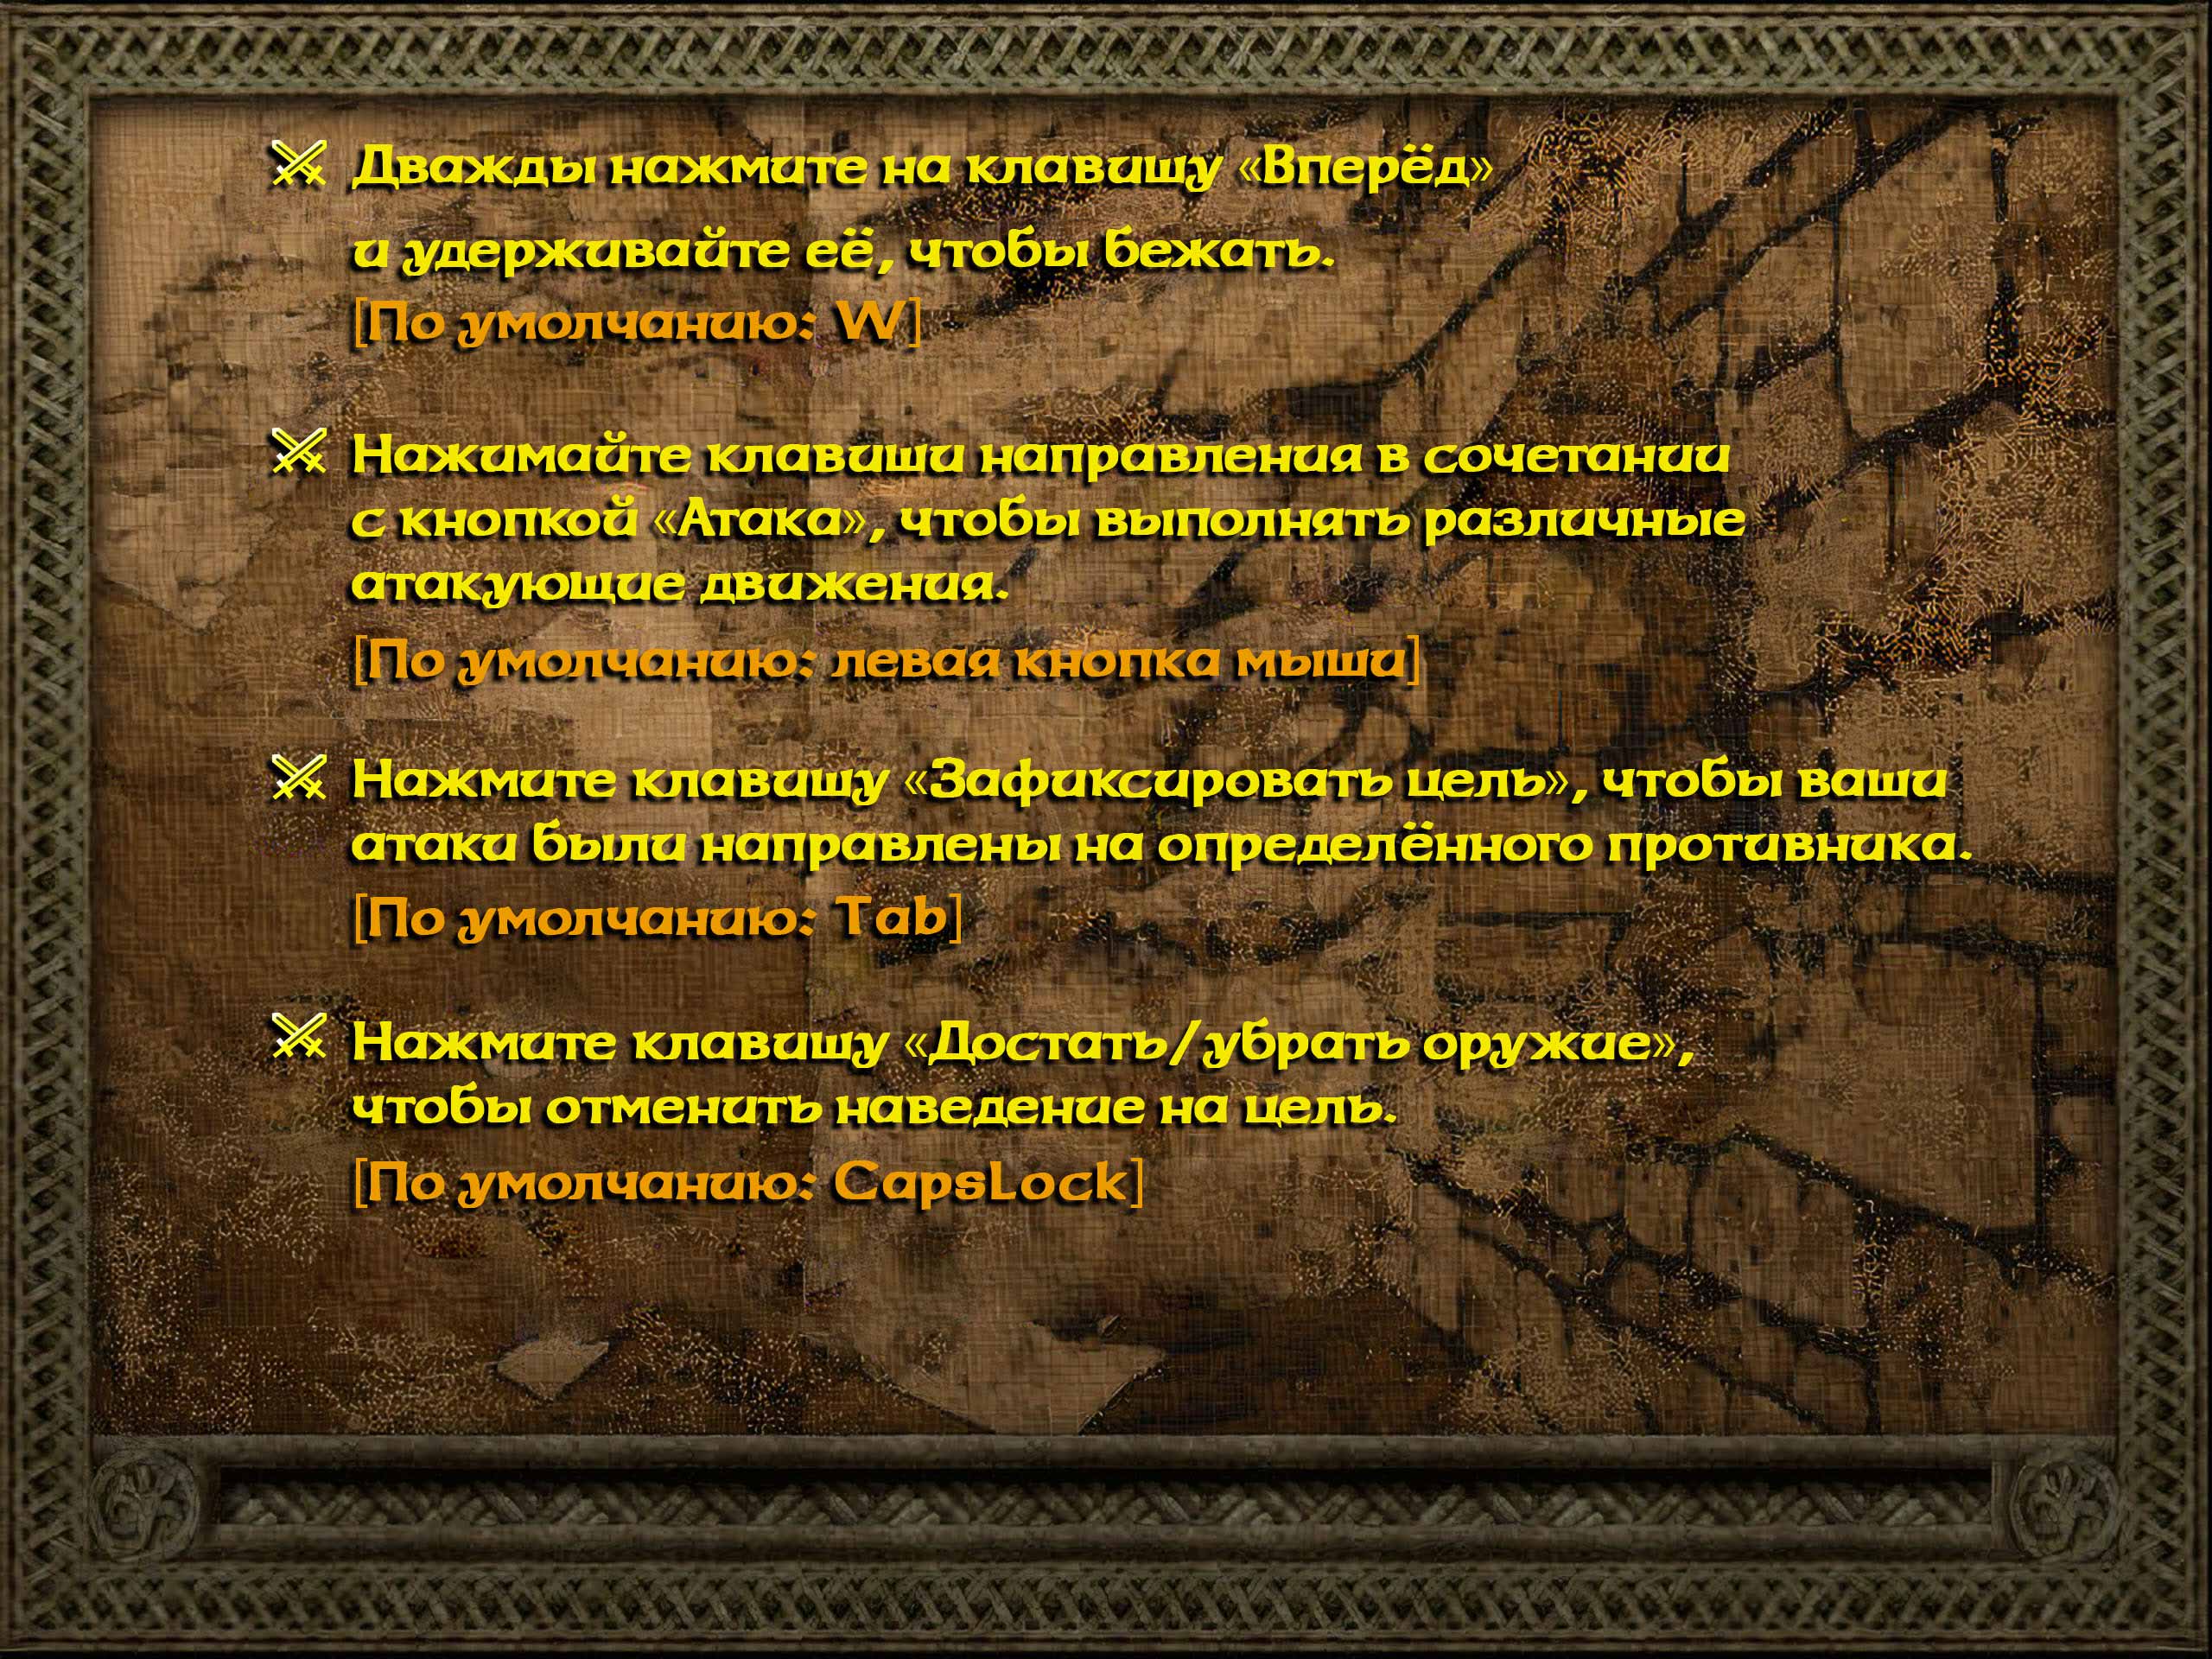 Дважды нажмите на клавишу «Вперёд»
и удерживайте её, чтобы бежать.
[По умолчанию: W]
Нажимайте клавиши направления в сочетании
с кнопкой «Атака», чтобы выполнять различные
атакующие движения.
[По умолчанию: левая кнопка мыши]
Нажмите клавишу «Зафиксировать цель», чтобы ваши
атаки были направлены на определённого противника.
[По умолчанию: Tab]
Нажмите клавишу «Достать/убрать оружие»,
чтобы отменить наведение на цель.
[По умолчанию: CapsLock]